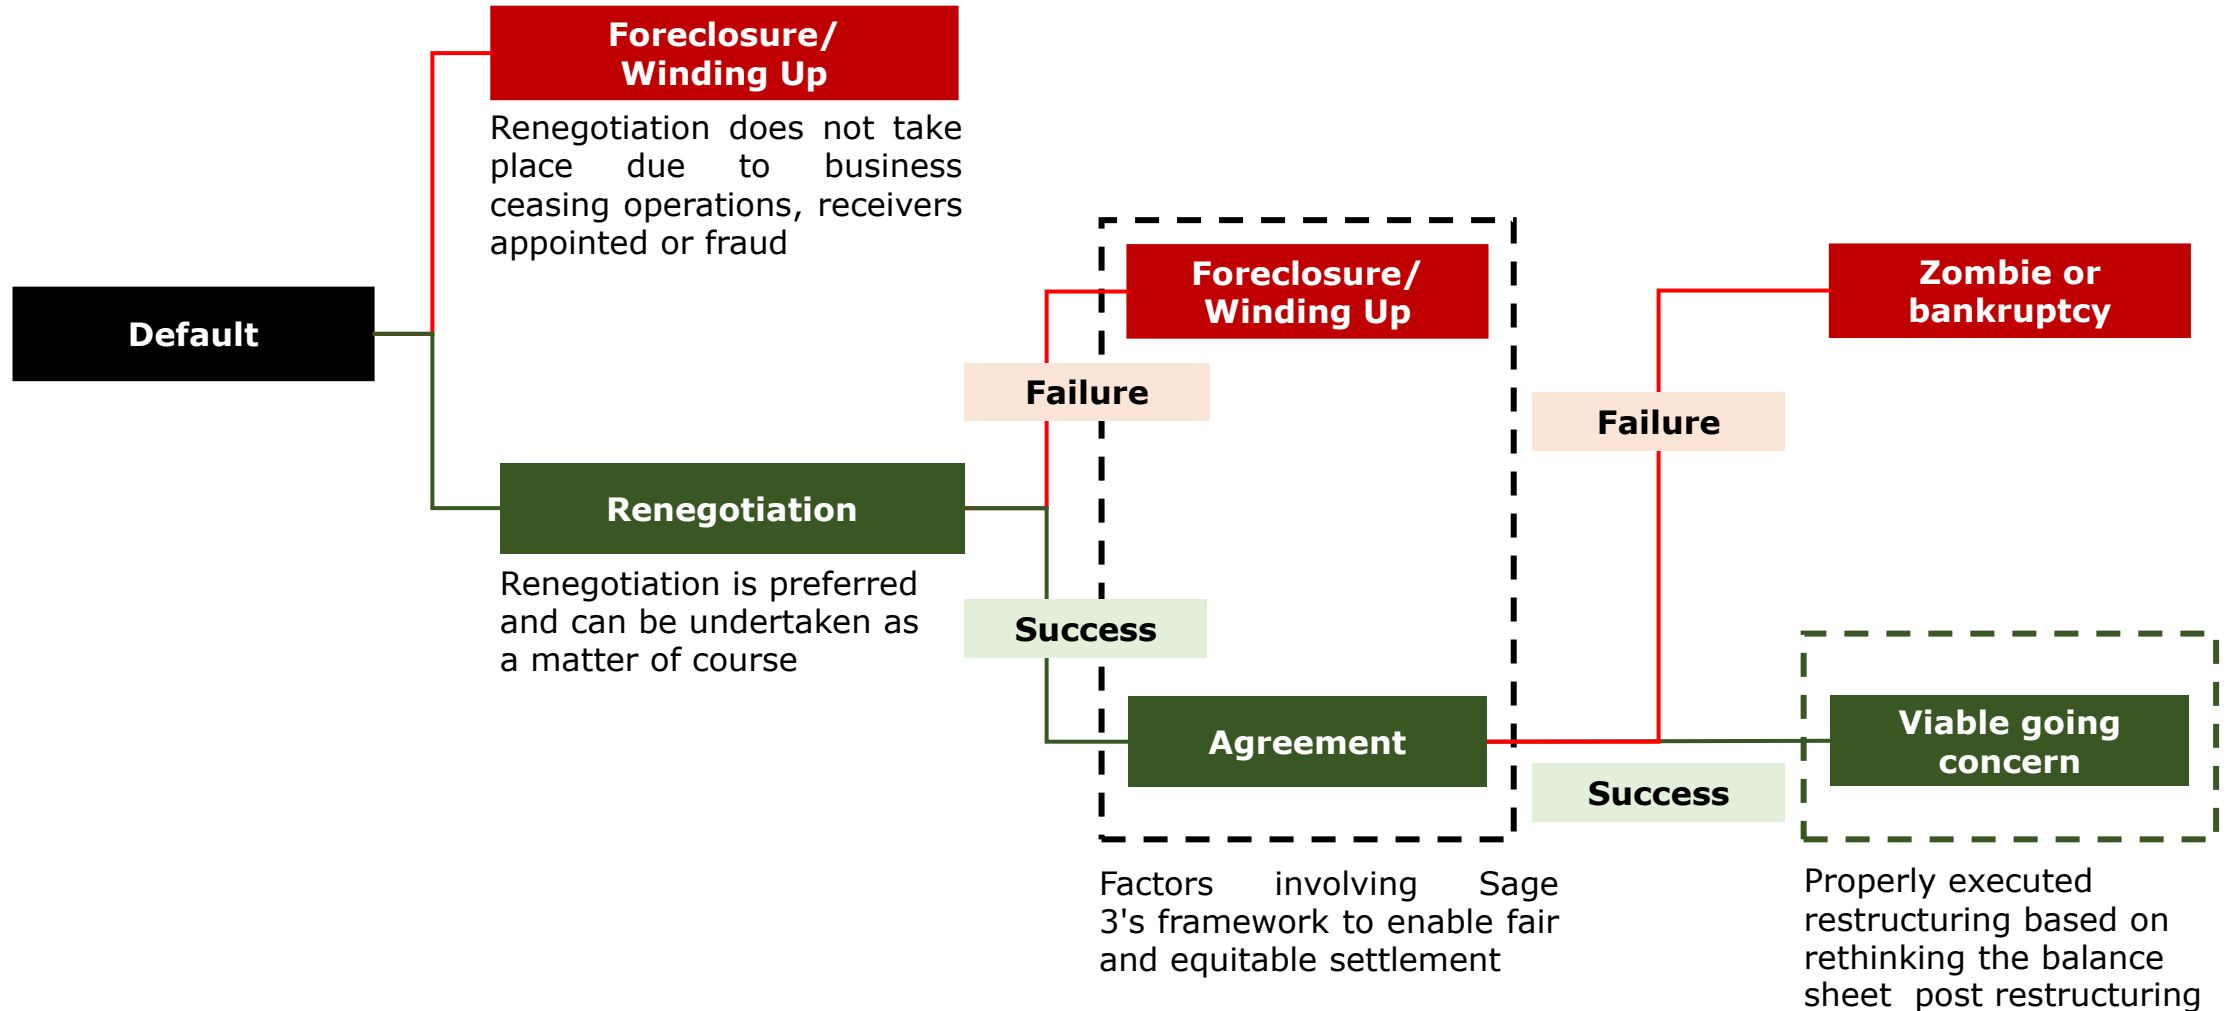 Foreclosure/
Winding Up
Renegotiation does not take
place due to business
ceasing operations, receivers
appointed or fraud
Default
Renegotiation
Renegotiation is preferred
and can be undertaken as
a matter of course
Failure
Success
Foreclosure/
Winding Up
Agreement
Factors involving Sage
3's framework to enable fair
and equitable settlement
Failure
Success
Zombie or
bankruptcy
Viable going
concern
Properly executed
restructuring based on
rethinking the balance
sheet post restructuring